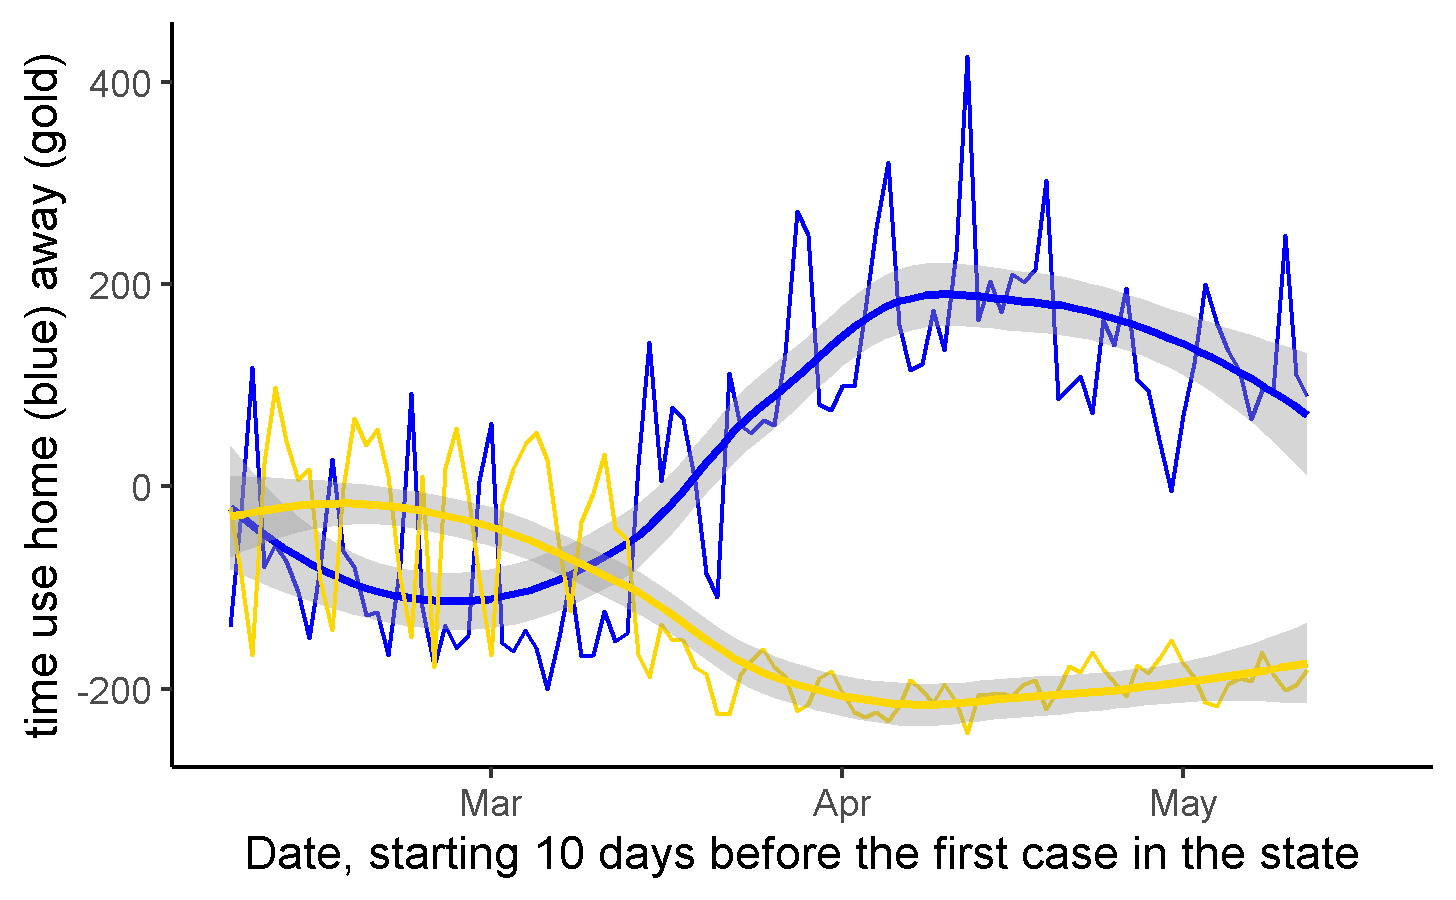 time use home (blue) away (gold)
400
200
0
-200
Mar Apr May
Date, starting 10 days before the first case in the state